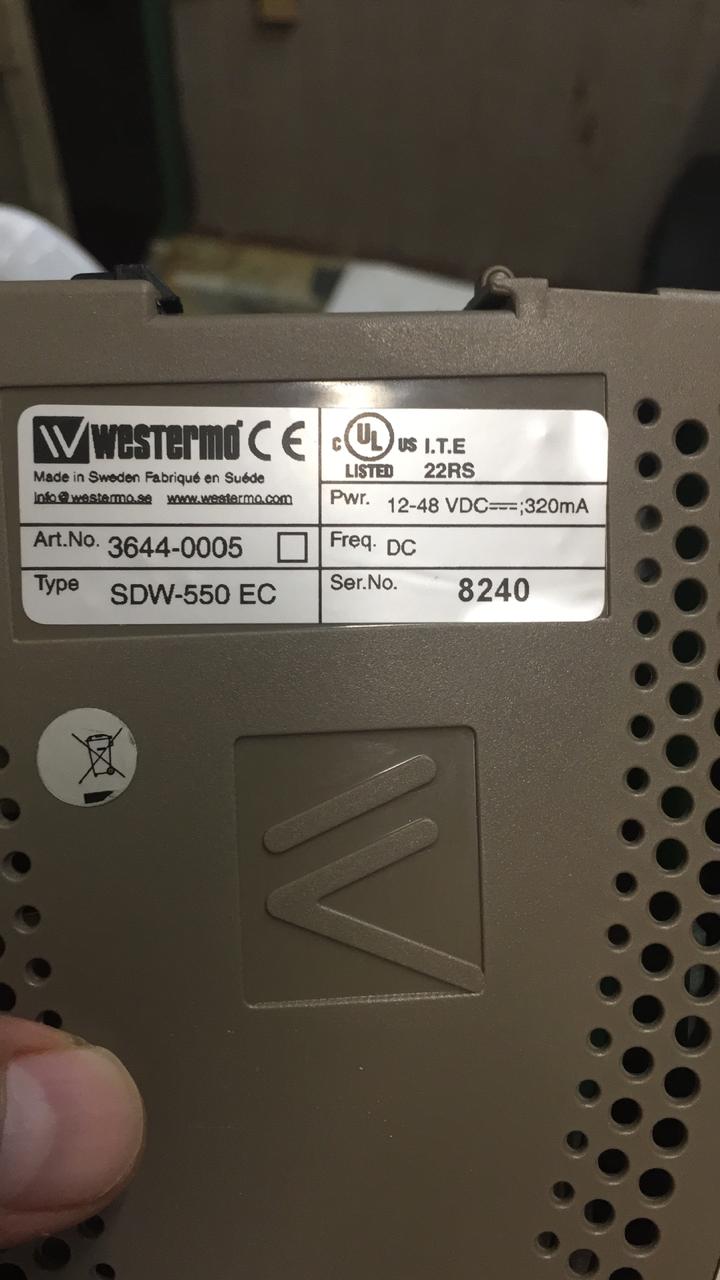 westermo CE
Made in Sweden Fabriqué en Suéde
info@westermo.se www.westermo.com
Art.No. 3644-0005
Type SDW-550 EC
C UL US I.T.E
LISTED 22RS
Pwr. 12-48 VDC⎓;320mA
Freq. DC
Ser.No. 8240